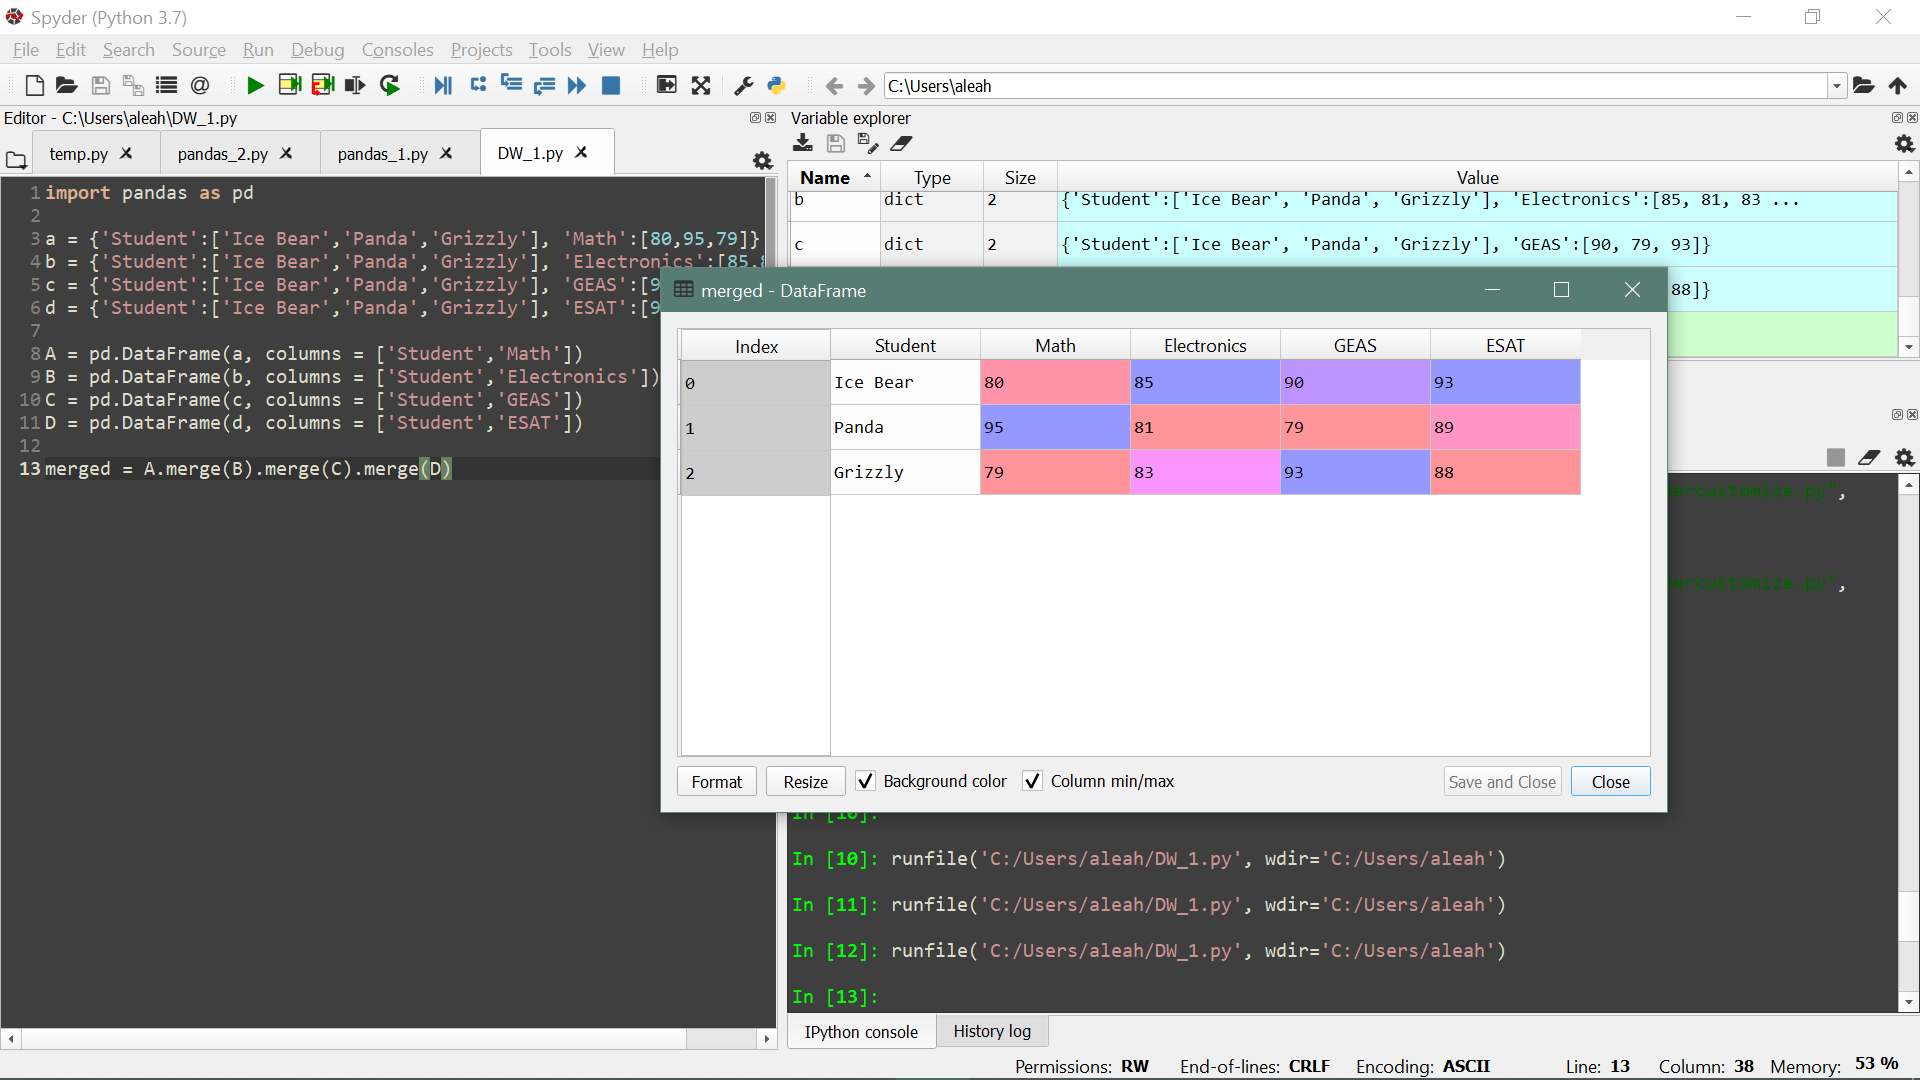 Spyder (Python 3.7)
File Edit Search Source Run Debug Consoles Projects Tools View Help
C:\Users\aleah
Editor - C:\Users\aleah\DW_1.py
temp.py pandas_2.py pandas_1.py DW_1.py
1 import pandas as pd
2
3 a = {'Student':['Ice Bear','Panda','Grizzly'], 'Math':[80,95,79]}
4 b = {'Student':['Ice Bear','Panda','Grizzly'], 'Electronics':[85,8
5 c = {'Student':['Ice Bear','Panda','Grizzly'], 'GEAS':[9
6 d = {'Student':['Ice Bear','Panda','Grizzly'], 'ESAT':[9
7
8 A = pd.DataFrame(a, columns = ['Student','Math'])
9 B = pd.DataFrame(b, columns = ['Student','Electronics'])
10 C = pd.DataFrame(c, columns = ['Student','GEAS'])
11 D = pd.DataFrame(d, columns = ['Student','ESAT'])
12
13 merged = A.merge(B).merge(C).merge(D)
Variable explorer
Name Type Size Value
b dict 2 {'Student':['Ice Bear', 'Panda', 'Grizzly'], 'Electronics':[85, 81, 83 ...
c dict 2 {'Student':['Ice Bear', 'Panda', 'Grizzly'], 'GEAS':[90, 79, 93]}
88]}
merged - DataFrame
Index Student Math Electronics GEAS ESAT
0 Ice Bear 80 85 90 93
1 Panda 95 81 79 89
2 Grizzly 79 83 93 88
Format Resize Background color Column min/max Save and Close Close
ercustomize.py",
ercustomize.py",
In [10]:
In [10]: runfile('C:/Users/aleah/DW_1.py', wdir='C:/Users/aleah')
In [11]: runfile('C:/Users/aleah/DW_1.py', wdir='C:/Users/aleah')
In [12]: runfile('C:/Users/aleah/DW_1.py', wdir='C:/Users/aleah')
In [13]:
IPython console History log
Permissions: RW End-of-lines: CRLF Encoding: ASCII Line: 13 Column: 38 Memory: 53 %